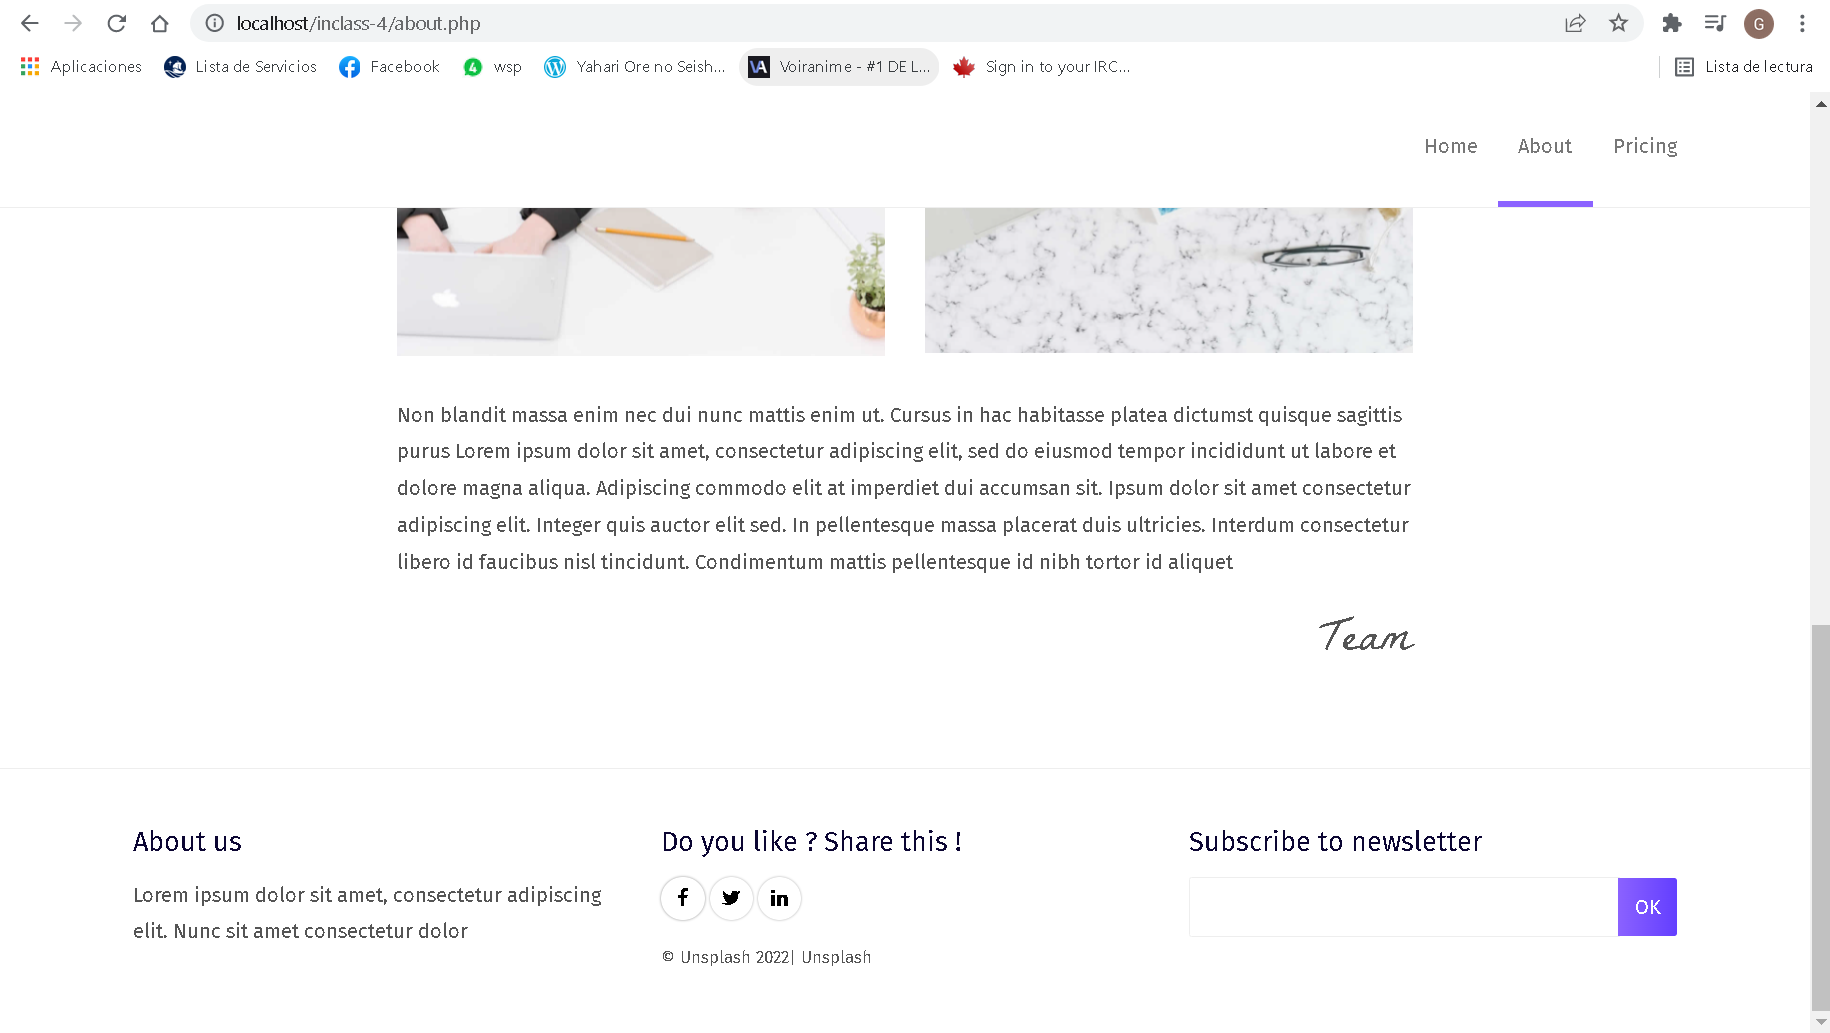 localhost/inclass-4/about.php
G
Aplicaciones Lista de Servicios Facebook wsp Yahari Ore no Seish... VA Voiranime - #1 DE L... Sign in to your IRC... Lista de lectura
Home About Pricing
Non blandit massa enim nec dui nunc mattis enim ut. Cursus in hac habitasse platea dictumst quisque sagittis
purus Lorem ipsum dolor sit amet, consectetur adipiscing elit, sed do eiusmod tempor incididunt ut labore et
dolore magna aliqua. Adipiscing commodo elit at imperdiet dui accumsan sit. Ipsum dolor sit amet consectetur
adipiscing elit. Integer quis auctor elit sed. In pellentesque massa placerat duis ultricies. Interdum consectetur
libero id faucibus nisl tincidunt. Condimentum mattis pellentesque id nibh tortor id aliquet
Team
About us
Lorem ipsum dolor sit amet, consectetur adipiscing
elit. Nunc sit amet consectetur dolor
Do you like ? Share this !
© Unsplash 2022| Unsplash
Subscribe to newsletter
OK